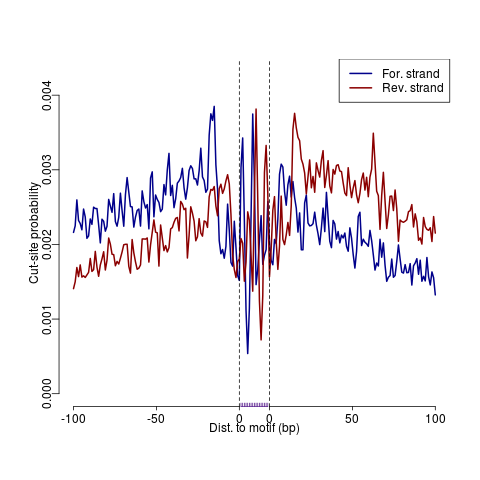 For. strand
Rev. strand
Cut-site probability
0.004
0.003
0.002
0.001
0.000
-100 -50 0 0 50 100
Dist. to motif (bp)